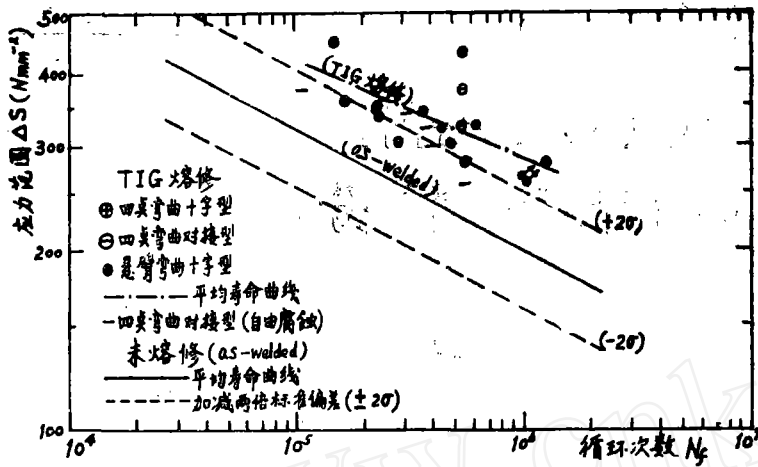 500
400
300
200
100
应力范围 ΔS (Nmm⁻²)
(TIG 熔修)
(as-welded)
(+2σ)
(-2σ)
TIG 熔修
⊕ 四点弯曲十字型
⊖ 四点弯曲对接型
● 悬臂弯曲十字型
平均寿命曲线
四点弯曲对接型(自由腐蚀)
未熔修(as-welded)
平均寿命曲线
加减两倍标准偏差(±2σ)
10⁴
10⁵
10⁶
循环次数 Nf